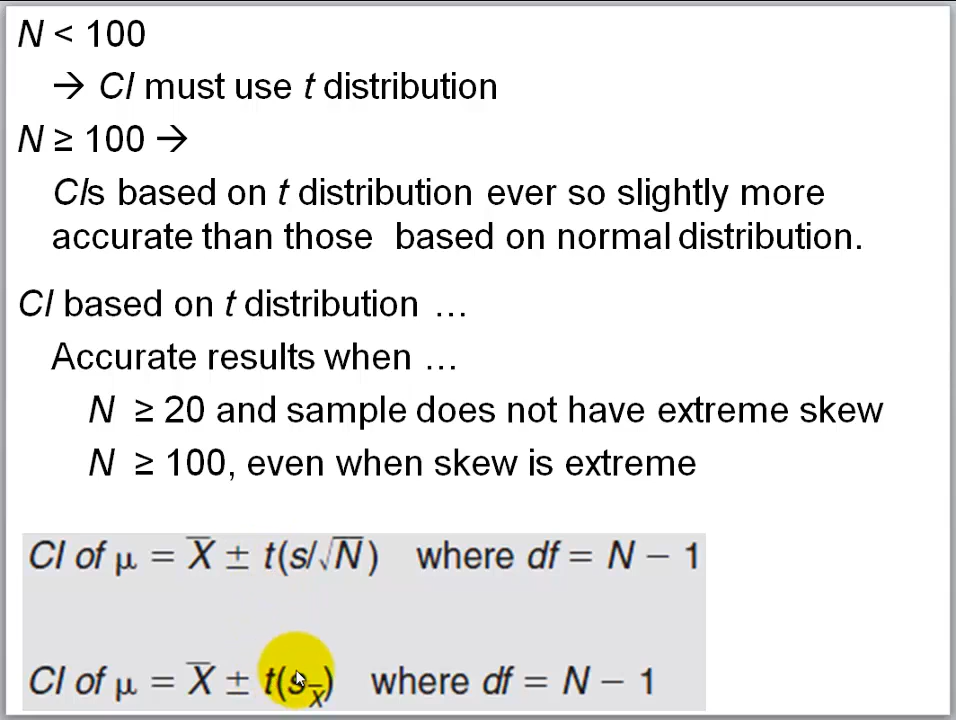 N < 100
→ CI must use t distribution
N ≥ 100 →
CIs based on t distribution ever so slightly more
accurate than those based on normal distribution.
CI based on t distribution …
Accurate results when …
N ≥ 20 and sample does not have extreme skew
N ≥ 100, even when skew is extreme
CI of μ = X̅ ± t(s/√N) where df = N − 1
CI of μ = X̅ ± t(s_X̅) where df = N − 1